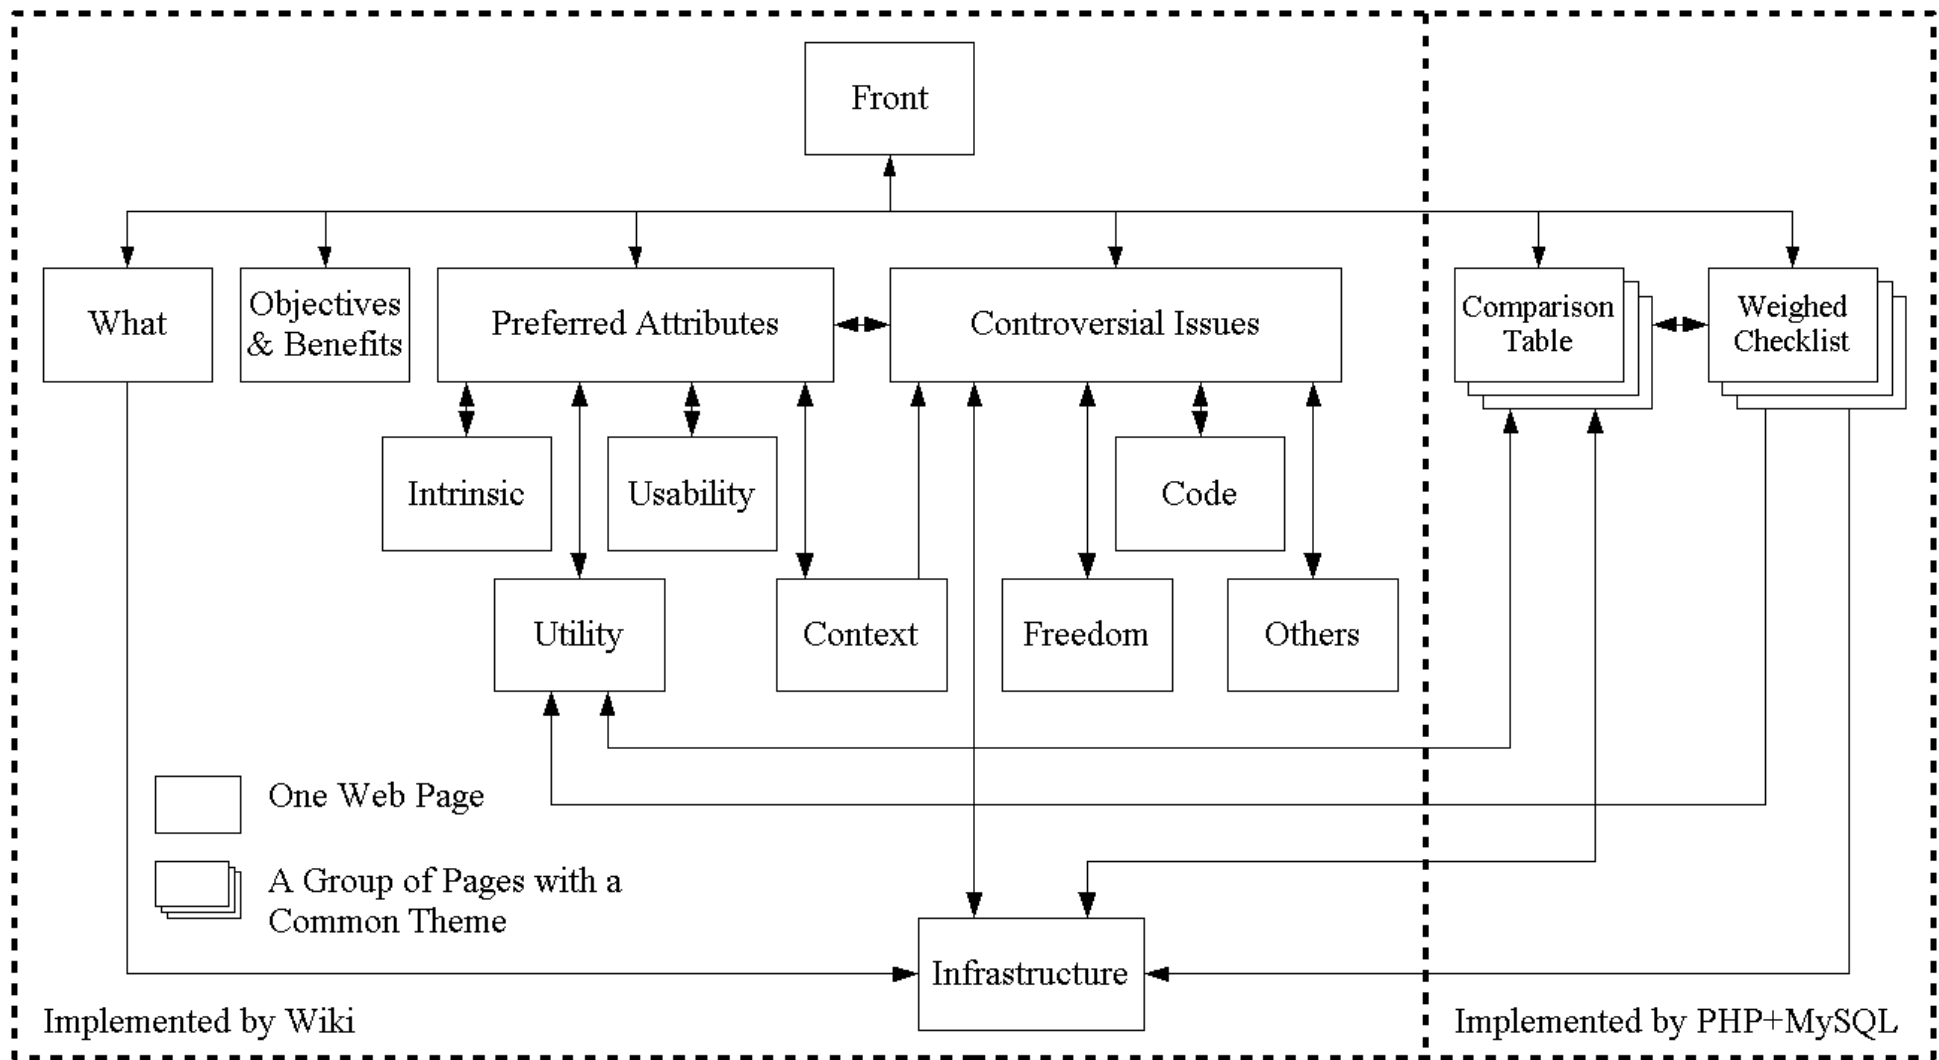 Front
What
Objectives
& Benefits
Preferred Attributes
Controversial Issues
Comparison
Table
Weighed
Checklist
Intrinsic
Usability
Code
Utility
Context
Freedom
Others
One Web Page
A Group of Pages with a
Common Theme
Infrastructure
Implemented by Wiki
Implemented by PHP+MySQL